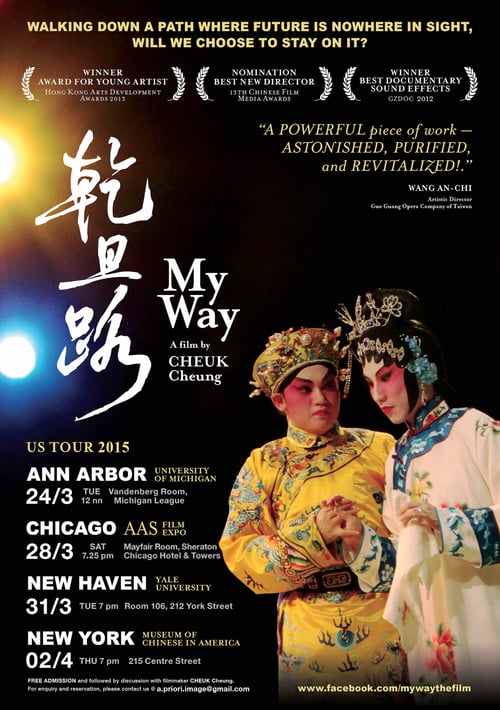 WALKING DOWN A PATH WHERE FUTURE IS NOWHERE IN SIGHT,
WILL WE CHOOSE TO STAY ON IT?
WINNER
AWARD FOR YOUNG ARTIST
HONG KONG ARTS DEVELOPMENT
AWARDS 2013
NOMINATION
BEST NEW DIRECTOR
13TH CHINESE FILM
MEDIA AWARDS
WINNER
BEST DOCUMENTARY
SOUND EFFECTS
GZDOC 2012
“A POWERFUL piece of work —
ASTONISHED, PURIFIED,
and REVITALIZED!.”
WANG AN-CHI
Artistic Director
Guo Guang Opera Company of Taiwan
乾旦路
My
Way
A film by
CHEUK
Cheung
US TOUR 2015
ANN ARBOR UNIVERSITY
OF MICHIGAN
24/3 TUE Vandenberg Room,
12 nn Michigan League
CHICAGO AAS FILM
EXPO
28/3 SAT Mayfair Room, Sheraton
7.25 pm Chicago Hotel & Towers
NEW HAVEN YALE
UNIVERSITY
31/3 TUE 7 pm Room 106, 212 York Street
NEW YORK MUSEUM OF
CHINESE IN AMERICA
02/4 THU 7 pm 215 Centre Street
FREE ADMISSION and followed by discussion with filmmaker CHEUK Cheung.
For enquiry and reservation, please contact us @ a.priori.image@gmail.com
www.facebook.com/mywaythefilm